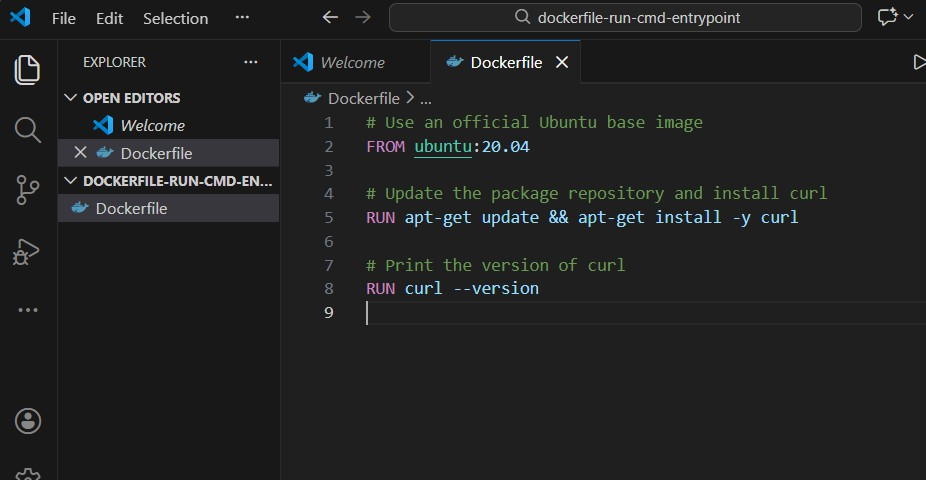 File Edit Selection ...
dockerfile-run-cmd-entrypoint
EXPLORER ...
Welcome
Dockerfile
OPEN EDITORS
Welcome
Dockerfile
DOCKERFILE-RUN-CMD-EN...
Dockerfile
Dockerfile > ...
1 # Use an official Ubuntu base image
2 FROM ubuntu:20.04
3
4 # Update the package repository and install curl
5 RUN apt-get update && apt-get install -y curl
6
7 # Print the version of curl
8 RUN curl --version
9